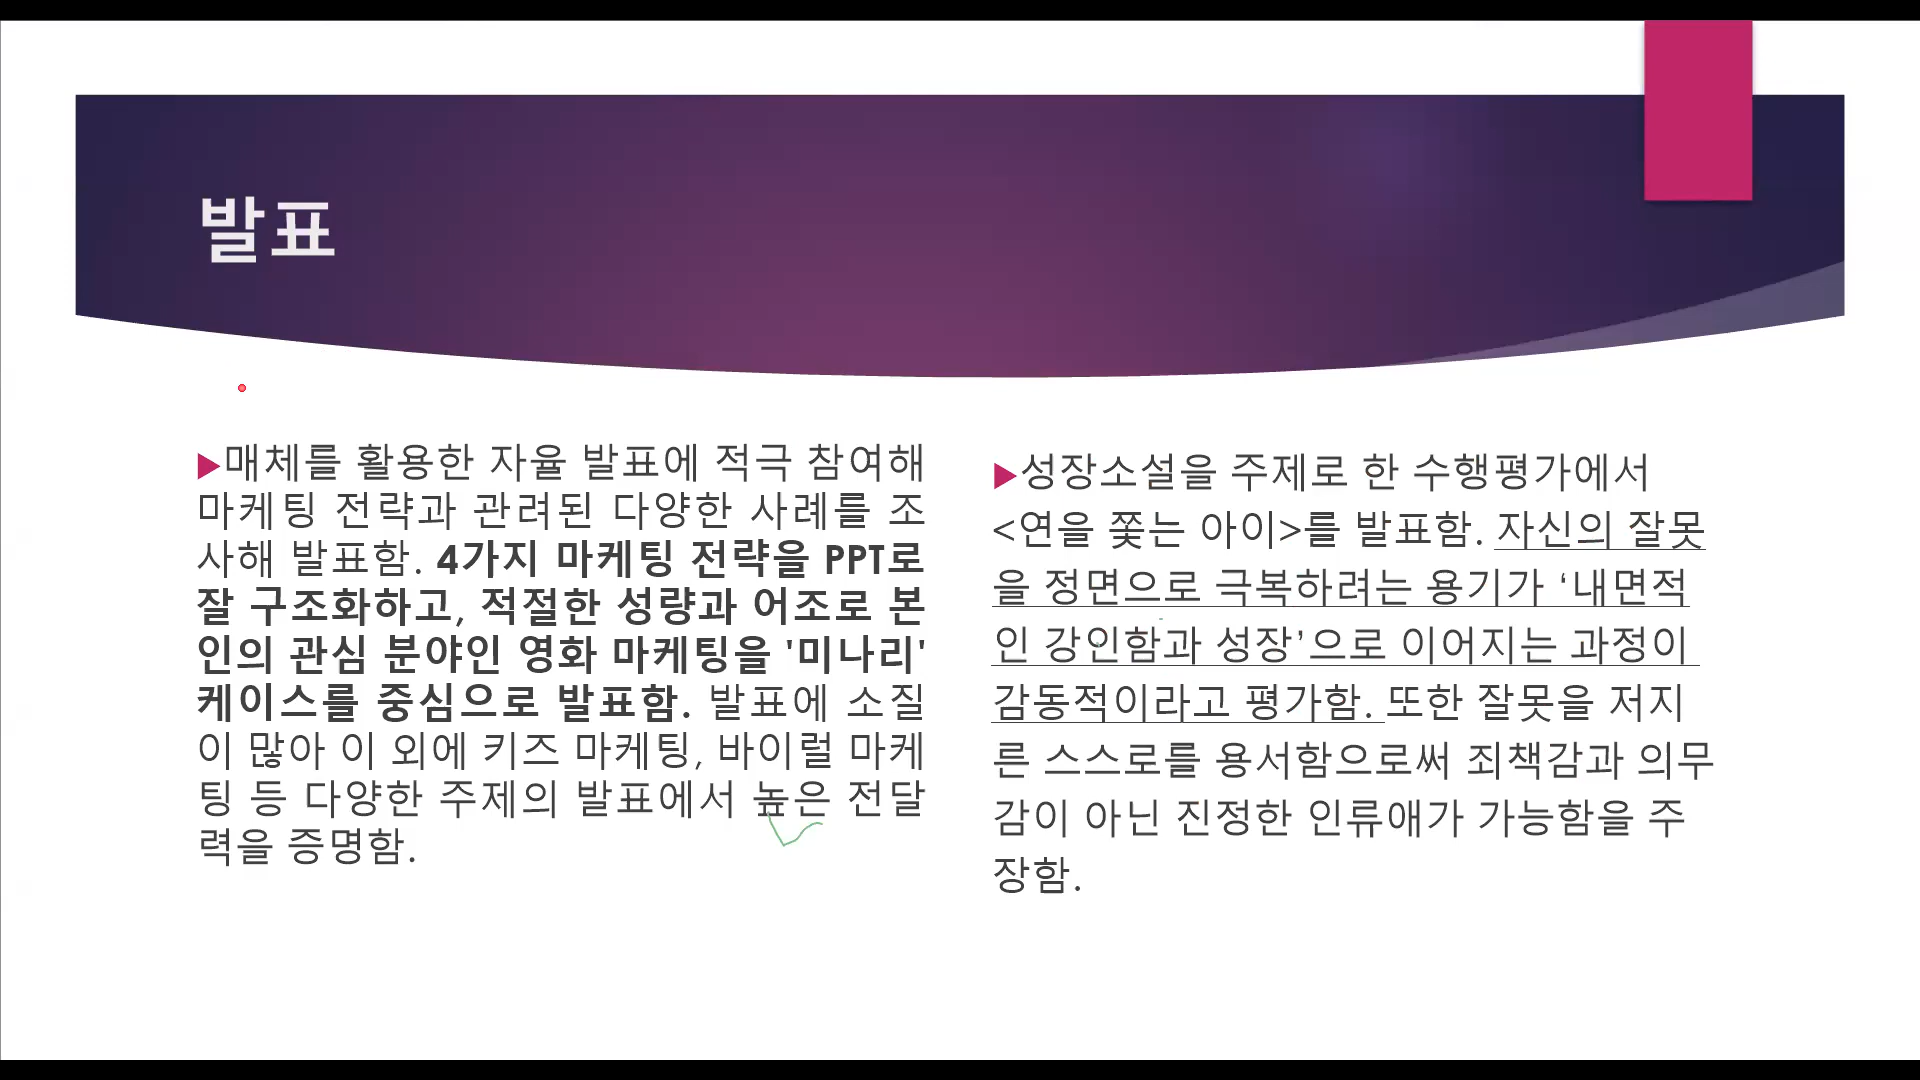 발표
매체를 활용한 자율 발표에 적극 참여해
마케팅 전략과 관려된 다양한 사례를 조
사해 발표함. 4가지 마케팅 전략을 PPT로
잘 구조화하고, 적절한 성량과 어조로 본
인의 관심 분야인 영화 마케팅을 '미나리'
케이스를 중심으로 발표함. 발표에 소질
이 많아 이 외에 키즈 마케팅, 바이럴 마케
팅 등 다양한 주제의 발표에서 높은 전달
력을 증명함.
성장소설을 주제로 한 수행평가에서
<연을 쫓는 아이>를 발표함. 자신의 잘못
을 정면으로 극복하려는 용기가 ‘내면적
인 강인함과 성장’으로 이어지는 과정이
감동적이라고 평가함. 또한 잘못을 저지
른 스스로를 용서함으로써 죄책감과 의무
감이 아닌 진정한 인류애가 가능함을 주
장함.